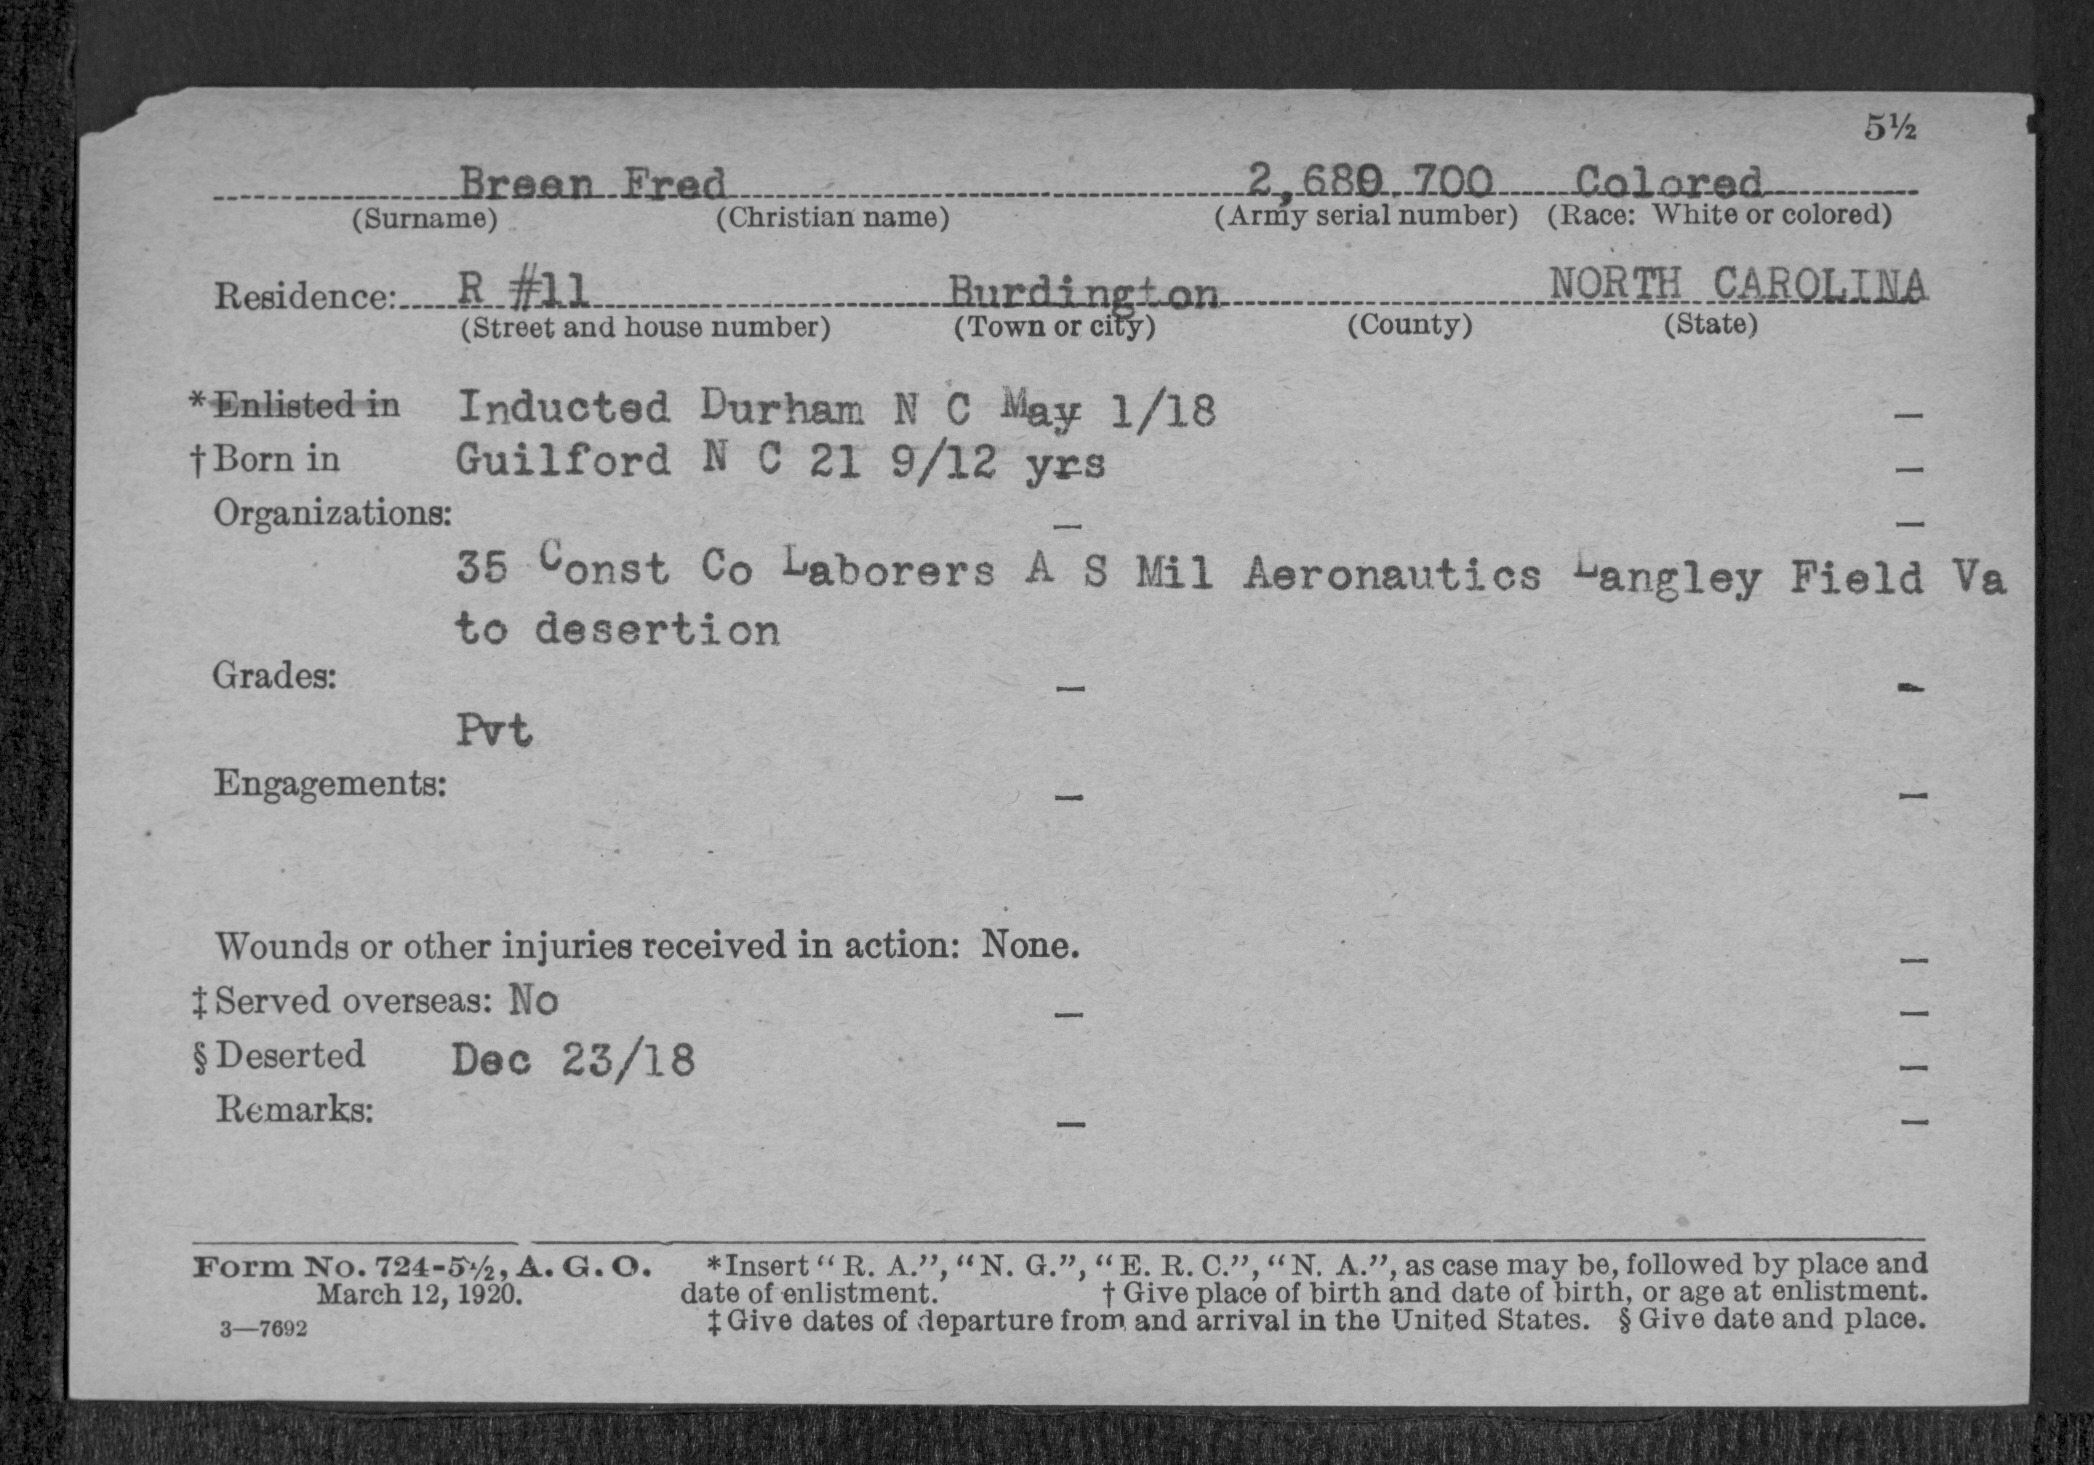 5½
Breen Fred 2,680,700 Colored
(Surname) (Christian name) (Army serial number) (Race: White or colored)
Residence: R #11 Burdington NORTH CAROLINA
(Street and house number) (Town or city) (County) (State)
*Enlisted in Inducted Durham N C May 1/18 –
†Born in Guilford N C 21 9/12 yrs –
Organizations: – –
35 Const Co Laborers A S Mil Aeronautics Langley Field Va
to desertion
Grades: – –
Pvt
Engagements: – –
Wounds or other injuries received in action: None. –
‡Served overseas: No – –
§Deserted Dec 23/18 –
Remarks: – –
Form No. 724-5½, A. G. O. *Insert "R. A.", "N. G.", "E. R. C.", "N. A.", as case may be, followed by place and
March 12, 1920. date of enlistment. †Give place of birth and date of birth, or age at enlistment.
3—7692 ‡Give dates of departure from and arrival in the United States. §Give date and place.